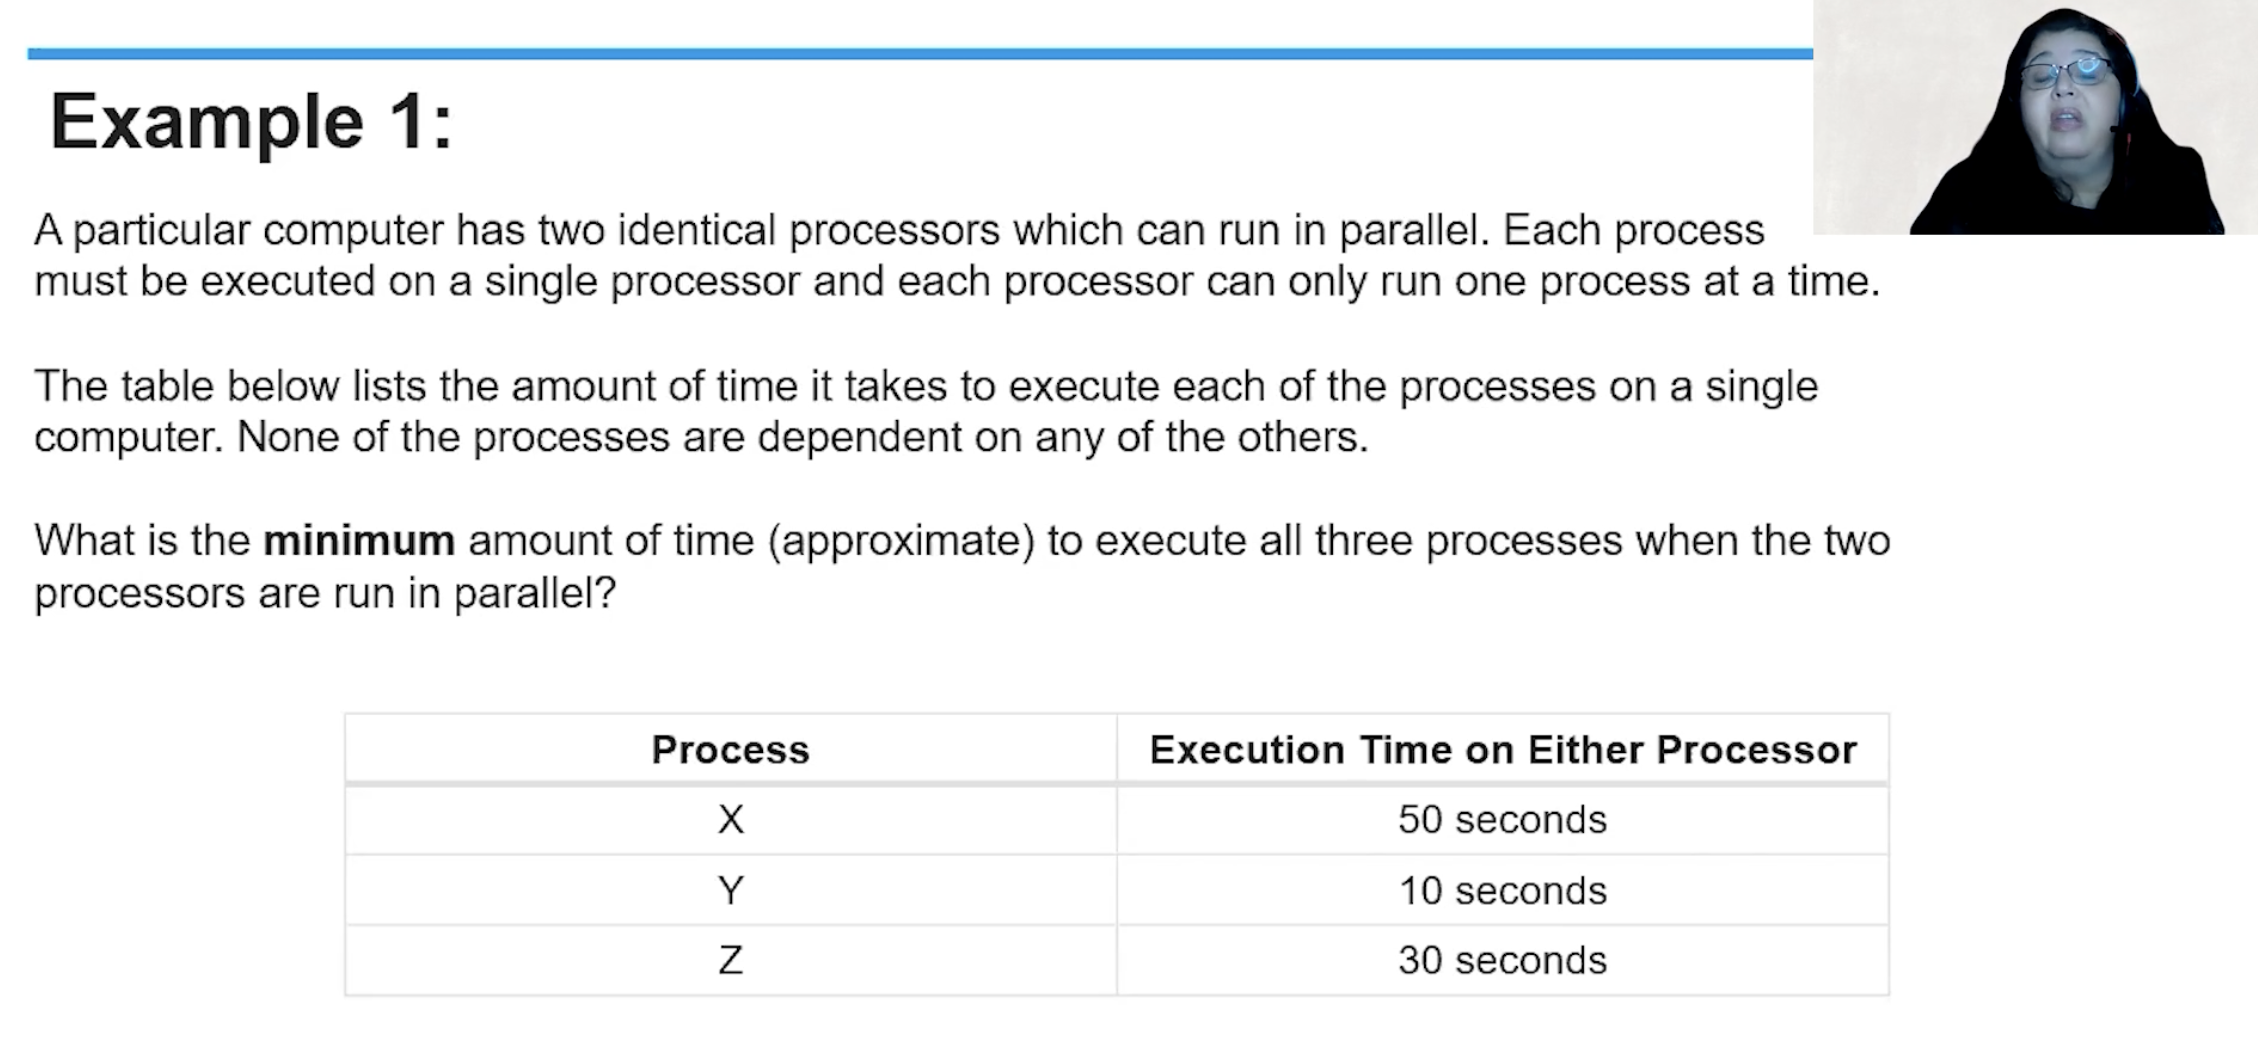 Example 1:
A particular computer has two identical processors which can run in parallel. Each process
must be executed on a single processor and each processor can only run one process at a time.
The table below lists the amount of time it takes to execute each of the processes on a single
computer. None of the processes are dependent on any of the others.
What is the minimum amount of time (approximate) to execute all three processes when the two
processors are run in parallel?
Process Execution Time on Either Processor
X 50 seconds
Y 10 seconds
Z 30 seconds